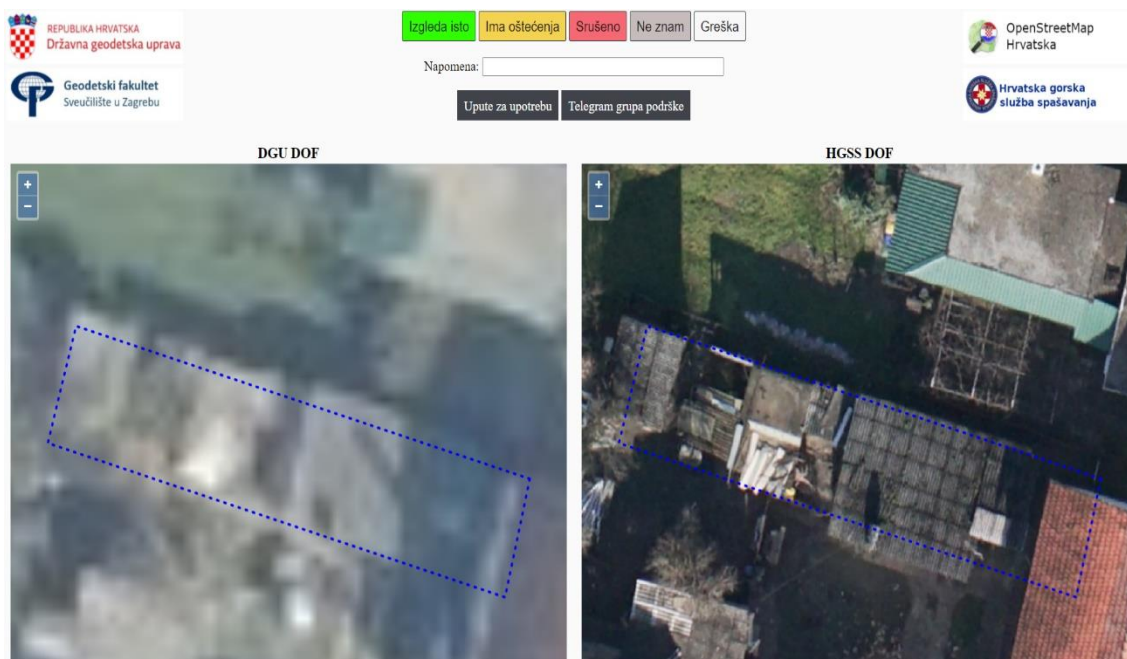 REPUBLIKA HRVATSKA
Državna geodetska uprava
Geodetski fakultet
Sveučilište u Zagrebu
Izgleda isto
Ima oštećenja
Srušeno
Ne znam
Greška
Napomena:
Upute za upotrebu
Telegram grupa podrške
OpenStreetMap
Hrvatska
Hrvatska gorska
služba spašavanja
DGU DOF
HGSS DOF
+
−
+
−